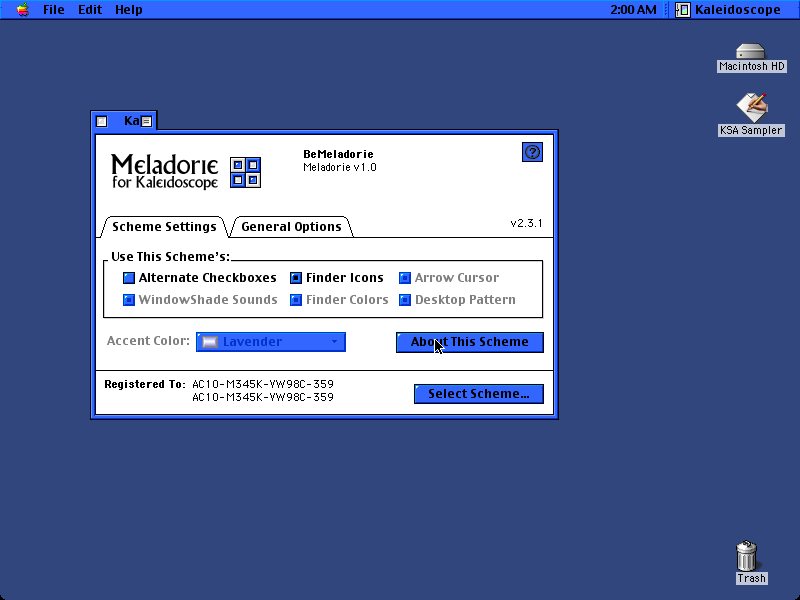 File Edit Help 2:00 AM Kaleidoscope
Macintosh HD
KSA Sampler
Ka
Meladorie
for Kaleidoscope
BeMeladorie
Meladorie v1.0
?
Scheme Settings General Options v2.3.1
Use This Scheme's:
Alternate Checkboxes Finder Icons Arrow Cursor
WindowShade Sounds Finder Colors Desktop Pattern
Accent Color: Lavender About This Scheme
Registered To: AC10-M345K-YW98C-359
AC10-M345K-YW98C-359
Select Scheme...
Trash